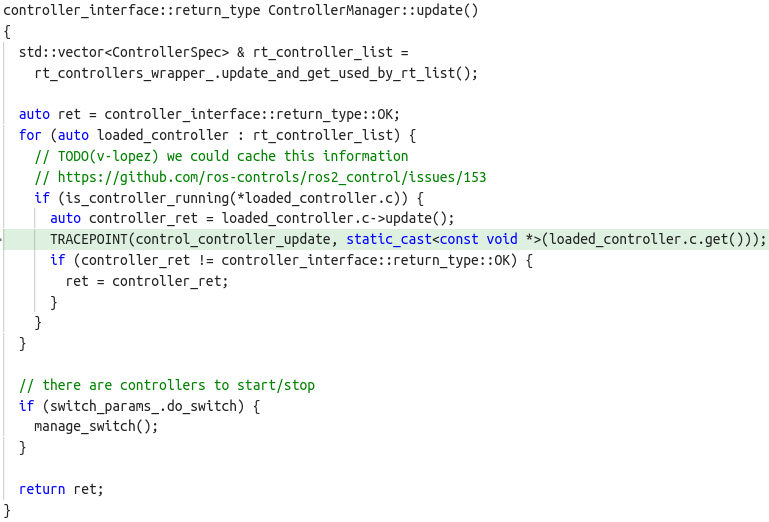 controller_interface::return_type ControllerManager::update()
{
  std::vector<ControllerSpec> & rt_controller_list =
    rt_controllers_wrapper_.update_and_get_used_by_rt_list();

  auto ret = controller_interface::return_type::OK;
  for (auto loaded_controller : rt_controller_list) {
    // TODO(v-lopez) we could cache this information
    // https://github.com/ros-controls/ros2_control/issues/153
    if (is_controller_running(*loaded_controller.c)) {
      auto controller_ret = loaded_controller.c->update();
      TRACEPOINT(control_controller_update, static_cast<const void *>(loaded_controller.c.get()));
      if (controller_ret != controller_interface::return_type::OK) {
        ret = controller_ret;
      }
    }
  }

  // there are controllers to start/stop
  if (switch_params_.do_switch) {
    manage_switch();
  }

  return ret;
}